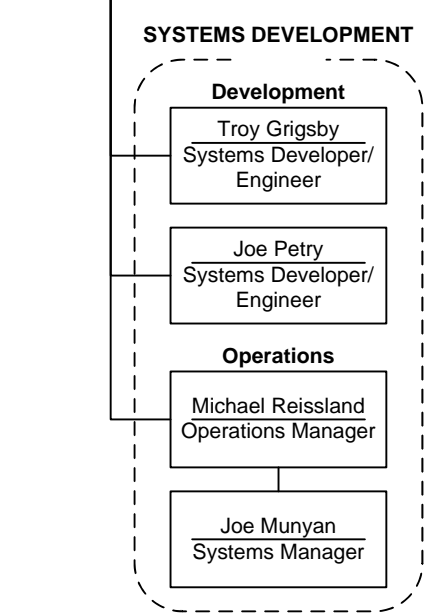 SYSTEMS DEVELOPMENT
Development
Troy Grigsby
Systems Developer/
Engineer
Joe Petry
Systems Developer/
Engineer
Operations
Michael Reissland
Operations Manager
Joe Munyan
Systems Manager